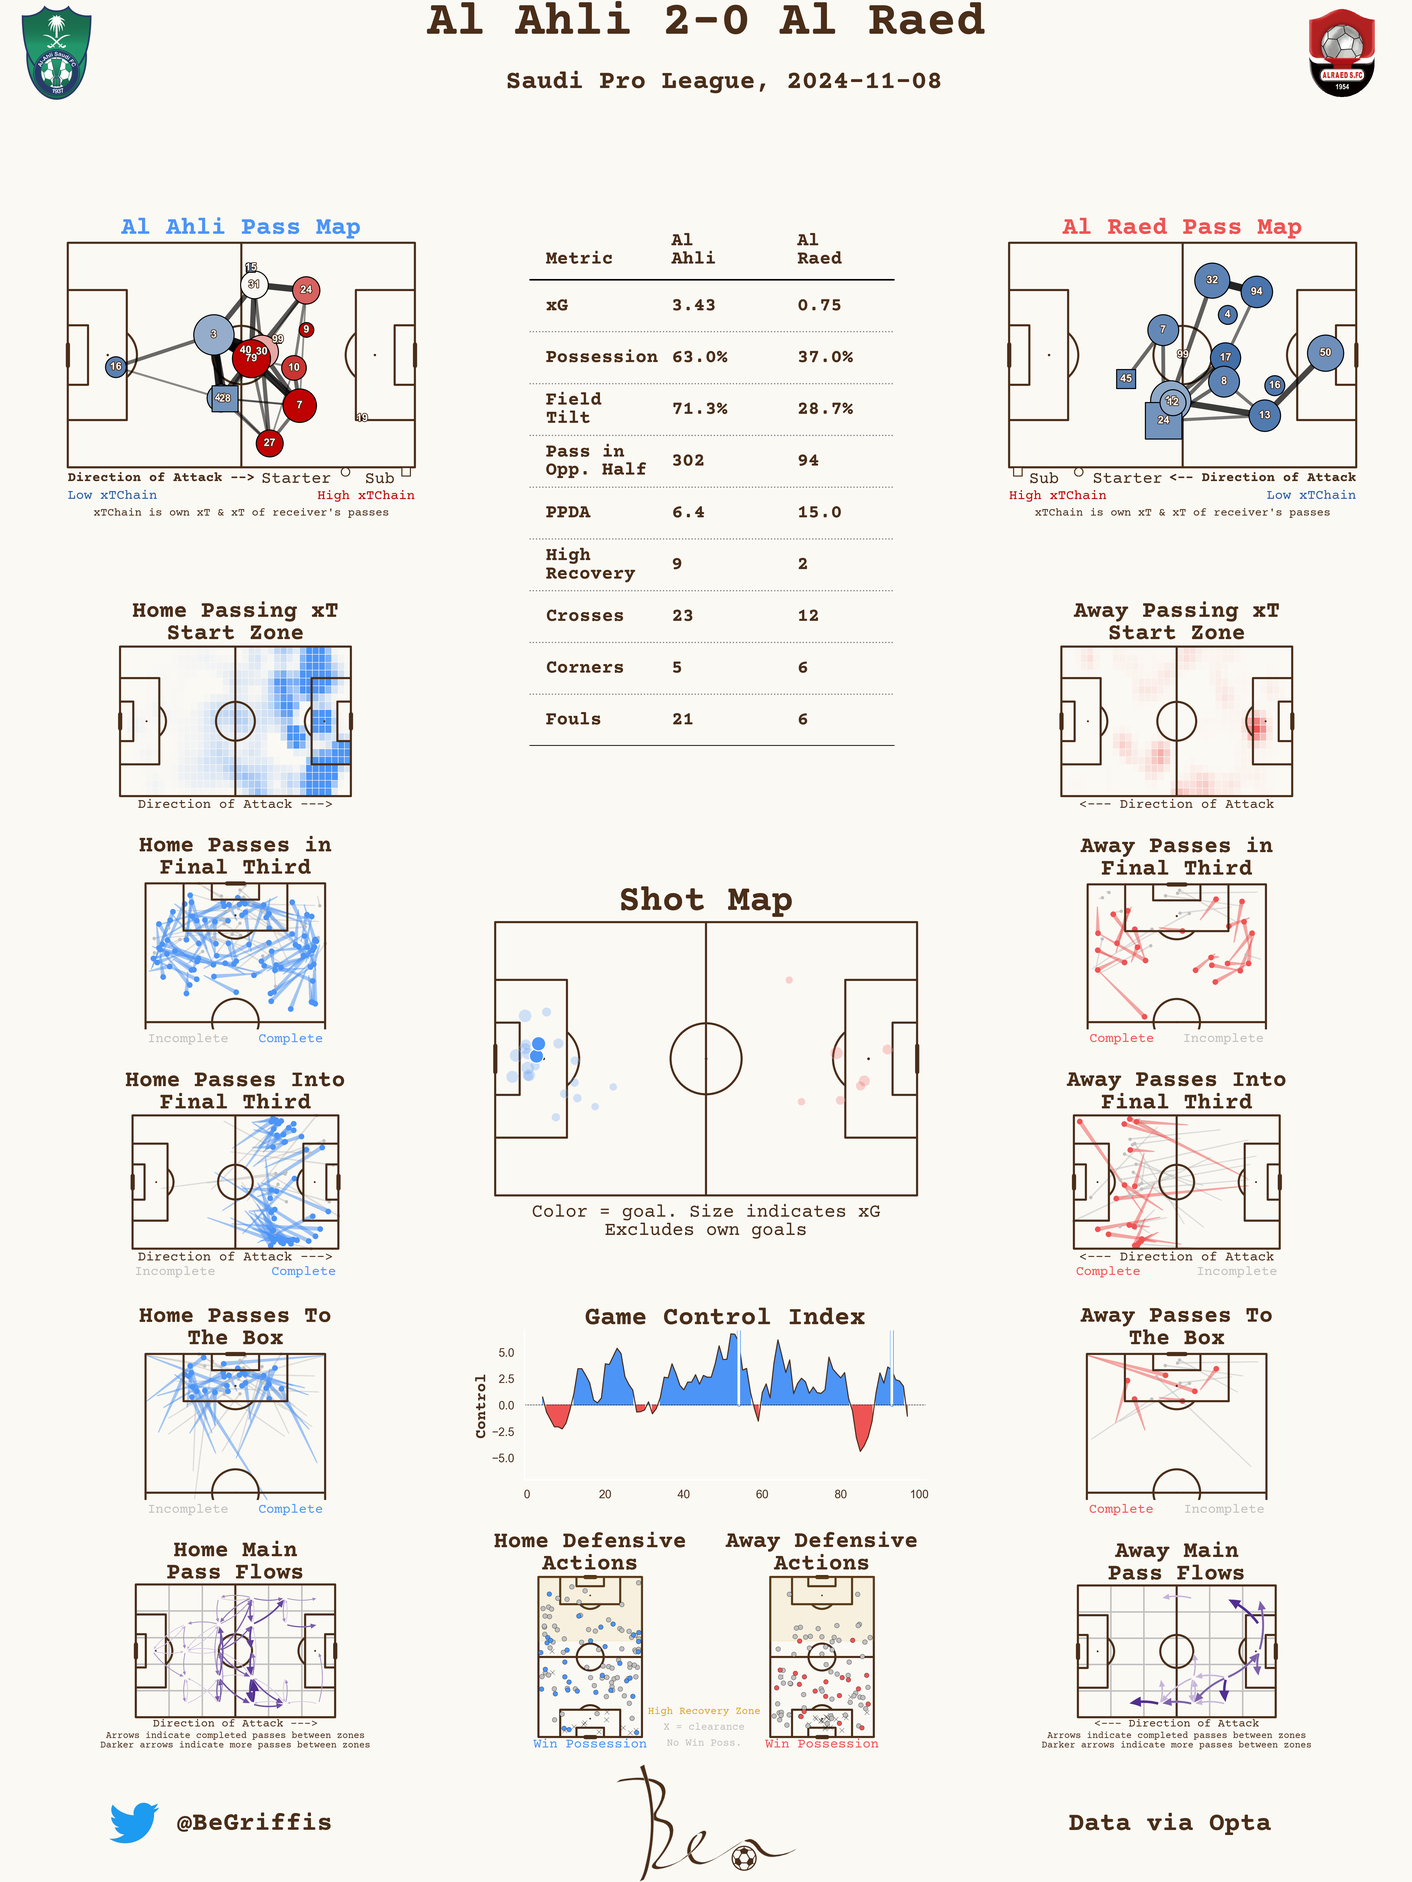 Al Ahli 2-0 Al Raed
Saudi Pro League, 2024-11-08
Al-Ahli Saudi FC
1937
ALRAED S.FC
1954
Al Ahli Pass Map
15
31
24
3
9
99
40
30
79
16
10
4
28
7
19
27
Direction of Attack --> Starter Sub
Low xTChain High xTChain
xTChain is own xT & xT of receiver's passes
Metric Al Ahli Al Raed
xG 3.43 0.75
Possession 63.0% 37.0%
Field Tilt 71.3% 28.7%
Pass in Opp. Half 302 94
PPDA 6.4 15.0
High Recovery 9 2
Crosses 23 12
Corners 5 6
Fouls 21 6
Al Raed Pass Map
32
94
4
7
99
17
50
45
8
16
12
13
24
Sub Starter <-- Direction of Attack
High xTChain Low xTChain
xTChain is own xT & xT of receiver's passes
Home Passing xT
Start Zone
Direction of Attack --->
Away Passing xT
Start Zone
<--- Direction of Attack
Home Passes in
Final Third
Incomplete Complete
Away Passes in
Final Third
Complete Incomplete
Shot Map
Color = goal. Size indicates xG
Excludes own goals
Home Passes Into
Final Third
Direction of Attack --->
Incomplete Complete
Away Passes Into
Final Third
<--- Direction of Attack
Complete Incomplete
Home Passes To
The Box
Incomplete Complete
Game Control Index
Control
5.0
2.5
0.0
−2.5
−5.0
0 20 40 60 80 100
Away Passes To
The Box
Complete Incomplete
Home Main
Pass Flows
Direction of Attack --->
Arrows indicate completed passes between zones
Darker arrows indicate more passes between zones
Home Defensive
Actions
Win Possession
High Recovery Zone
X = clearance
No Win Poss.
Away Defensive
Actions
Win Possession
Away Main
Pass Flows
<--- Direction of Attack
Arrows indicate completed passes between zones
Darker arrows indicate more passes between zones
@BeGriffis
Ben
Data via Opta